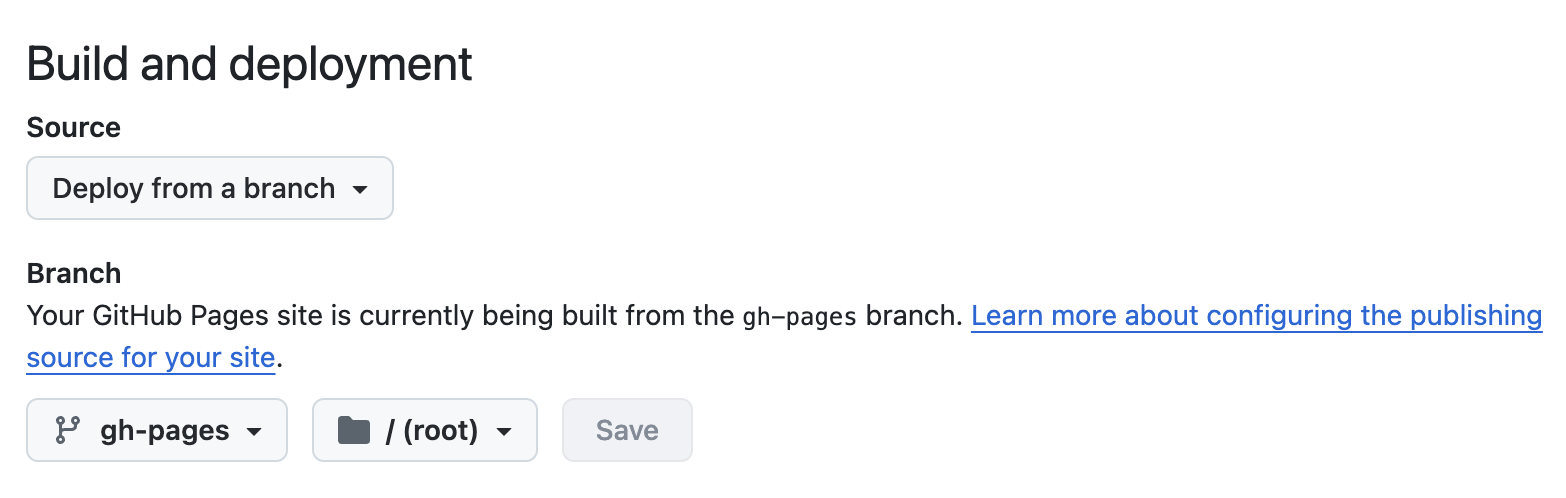 Build and deployment
Source
Deploy from a branch
Branch
Your GitHub Pages site is currently being built from the gh-pages branch. Learn more about configuring the publishing
source for your site.
gh-pages / (root) Save